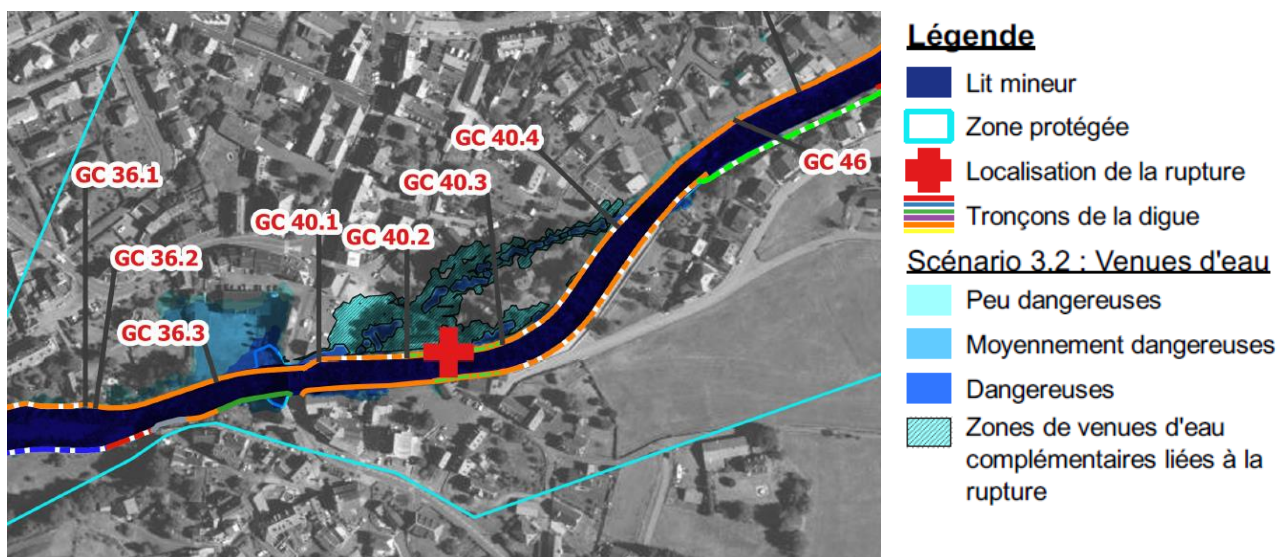 GC 36.1
GC 36.2
GC 36.3
GC 40.1
GC 40.2
GC 40.3
GC 40.4
GC 46
Légende
Lit mineur
Zone protégée
Localisation de la rupture
Tronçons de la digue
Scénario 3.2 : Venues d'eau
Peu dangereuses
Moyennement dangereuses
Dangereuses
Zones de venues d'eau
complémentaires liées à la
rupture